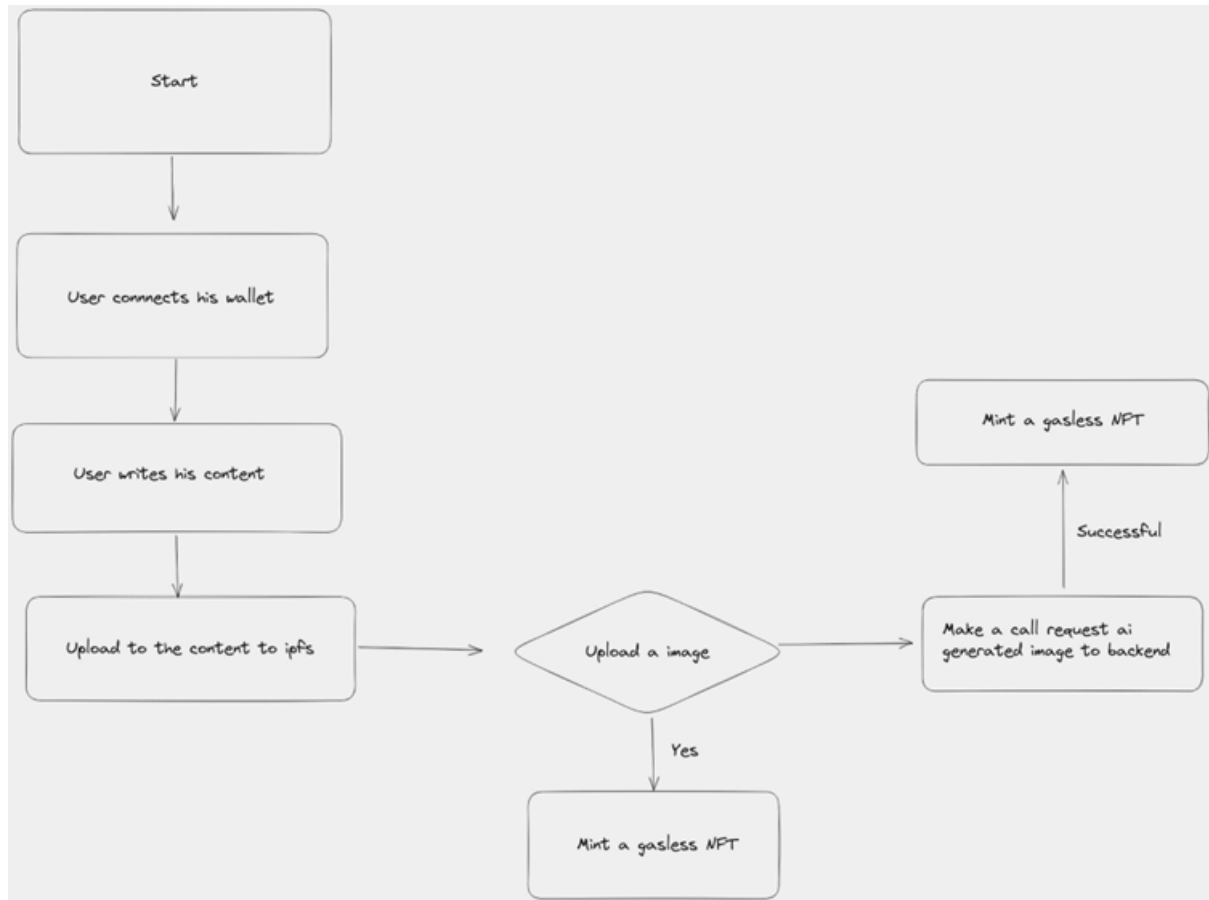 Start
User connnects his wallet
User writes his content
Upload to the content to ipfs
Upload a image
Yes
Mint a gasless NFT
Make a call request ai
generated image to backend
Successful
Mint a gasless NFT